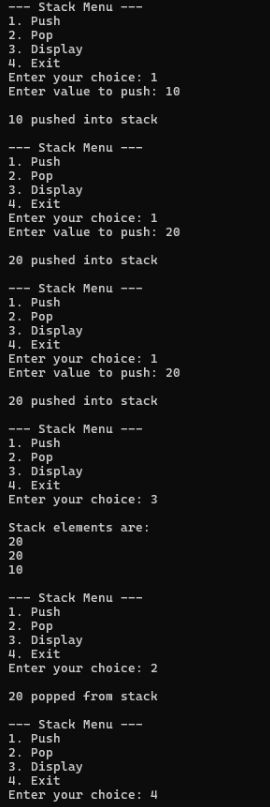 --- Stack Menu ---
1. Push
2. Pop
3. Display
4. Exit
Enter your choice: 1
Enter value to push: 10
10 pushed into stack
--- Stack Menu ---
1. Push
2. Pop
3. Display
4. Exit
Enter your choice: 1
Enter value to push: 20
20 pushed into stack
--- Stack Menu ---
1. Push
2. Pop
3. Display
4. Exit
Enter your choice: 1
Enter value to push: 20
20 pushed into stack
--- Stack Menu ---
1. Push
2. Pop
3. Display
4. Exit
Enter your choice: 3
Stack elements are:
20
20
10
--- Stack Menu ---
1. Push
2. Pop
3. Display
4. Exit
Enter your choice: 2
20 popped from stack
--- Stack Menu ---
1. Push
2. Pop
3. Display
4. Exit
Enter your choice: 4